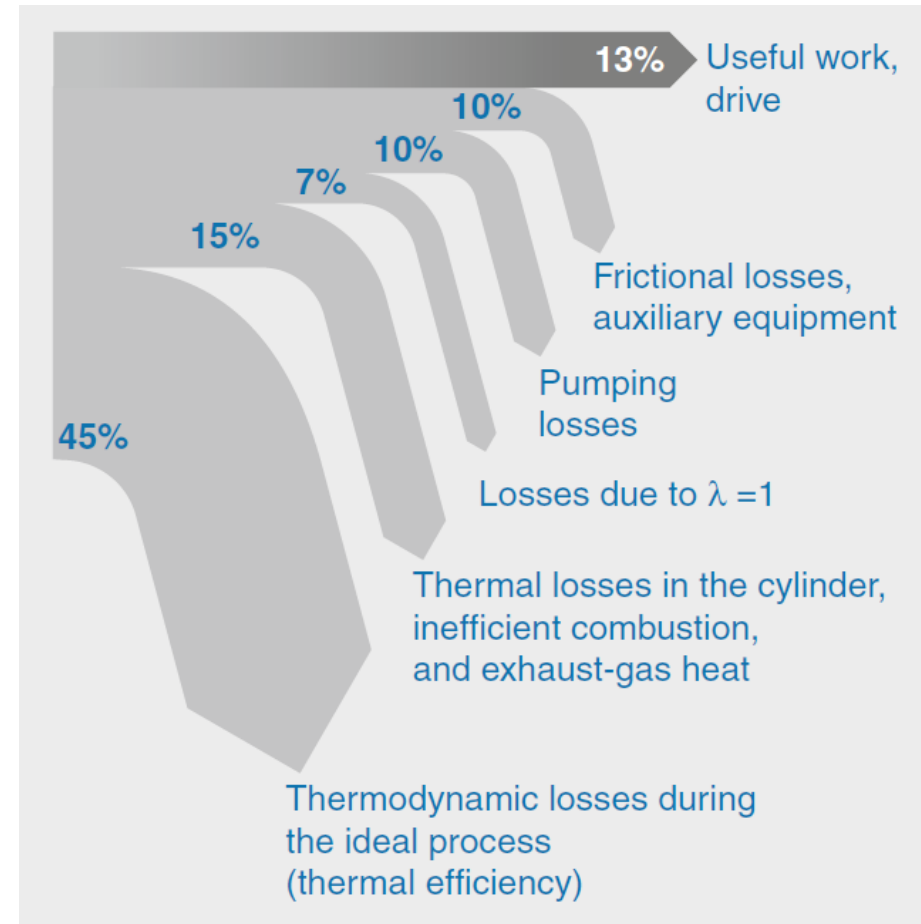 13%
Useful work,
drive
10%
10%
7%
15%
Frictional losses,
auxiliary equipment
Pumping
losses
45%
Losses due to λ =1
Thermal losses in the cylinder,
inefficient combustion,
and exhaust-gas heat
Thermodynamic losses during
the ideal process
(thermal efficiency)